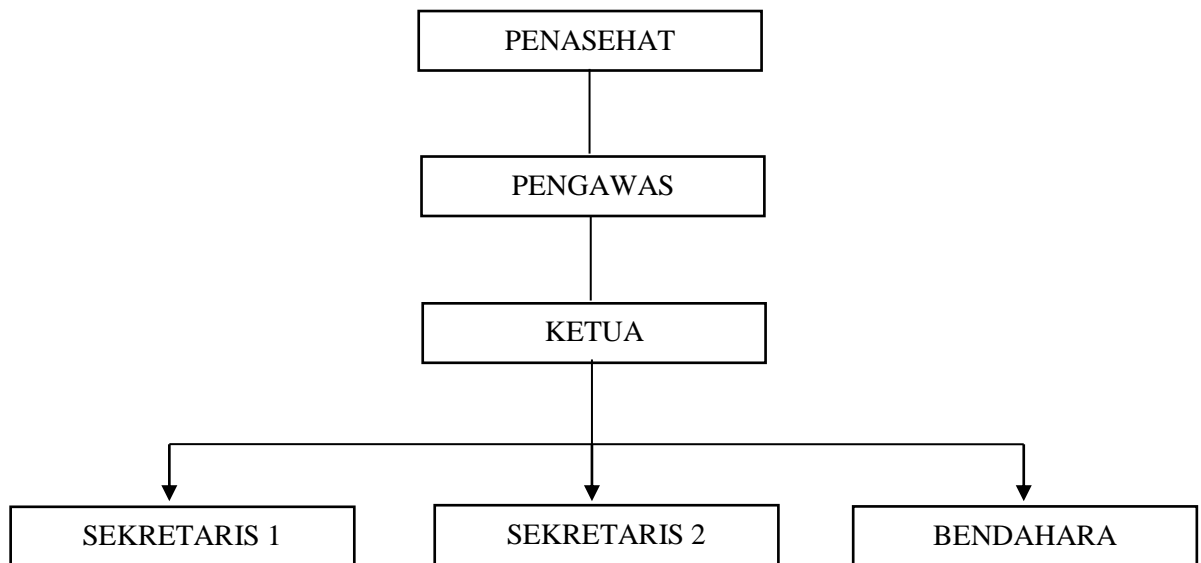 PENASEHAT
PENGAWAS
KETUA
SEKRETARIS 1
SEKRETARIS 2
BENDAHARA